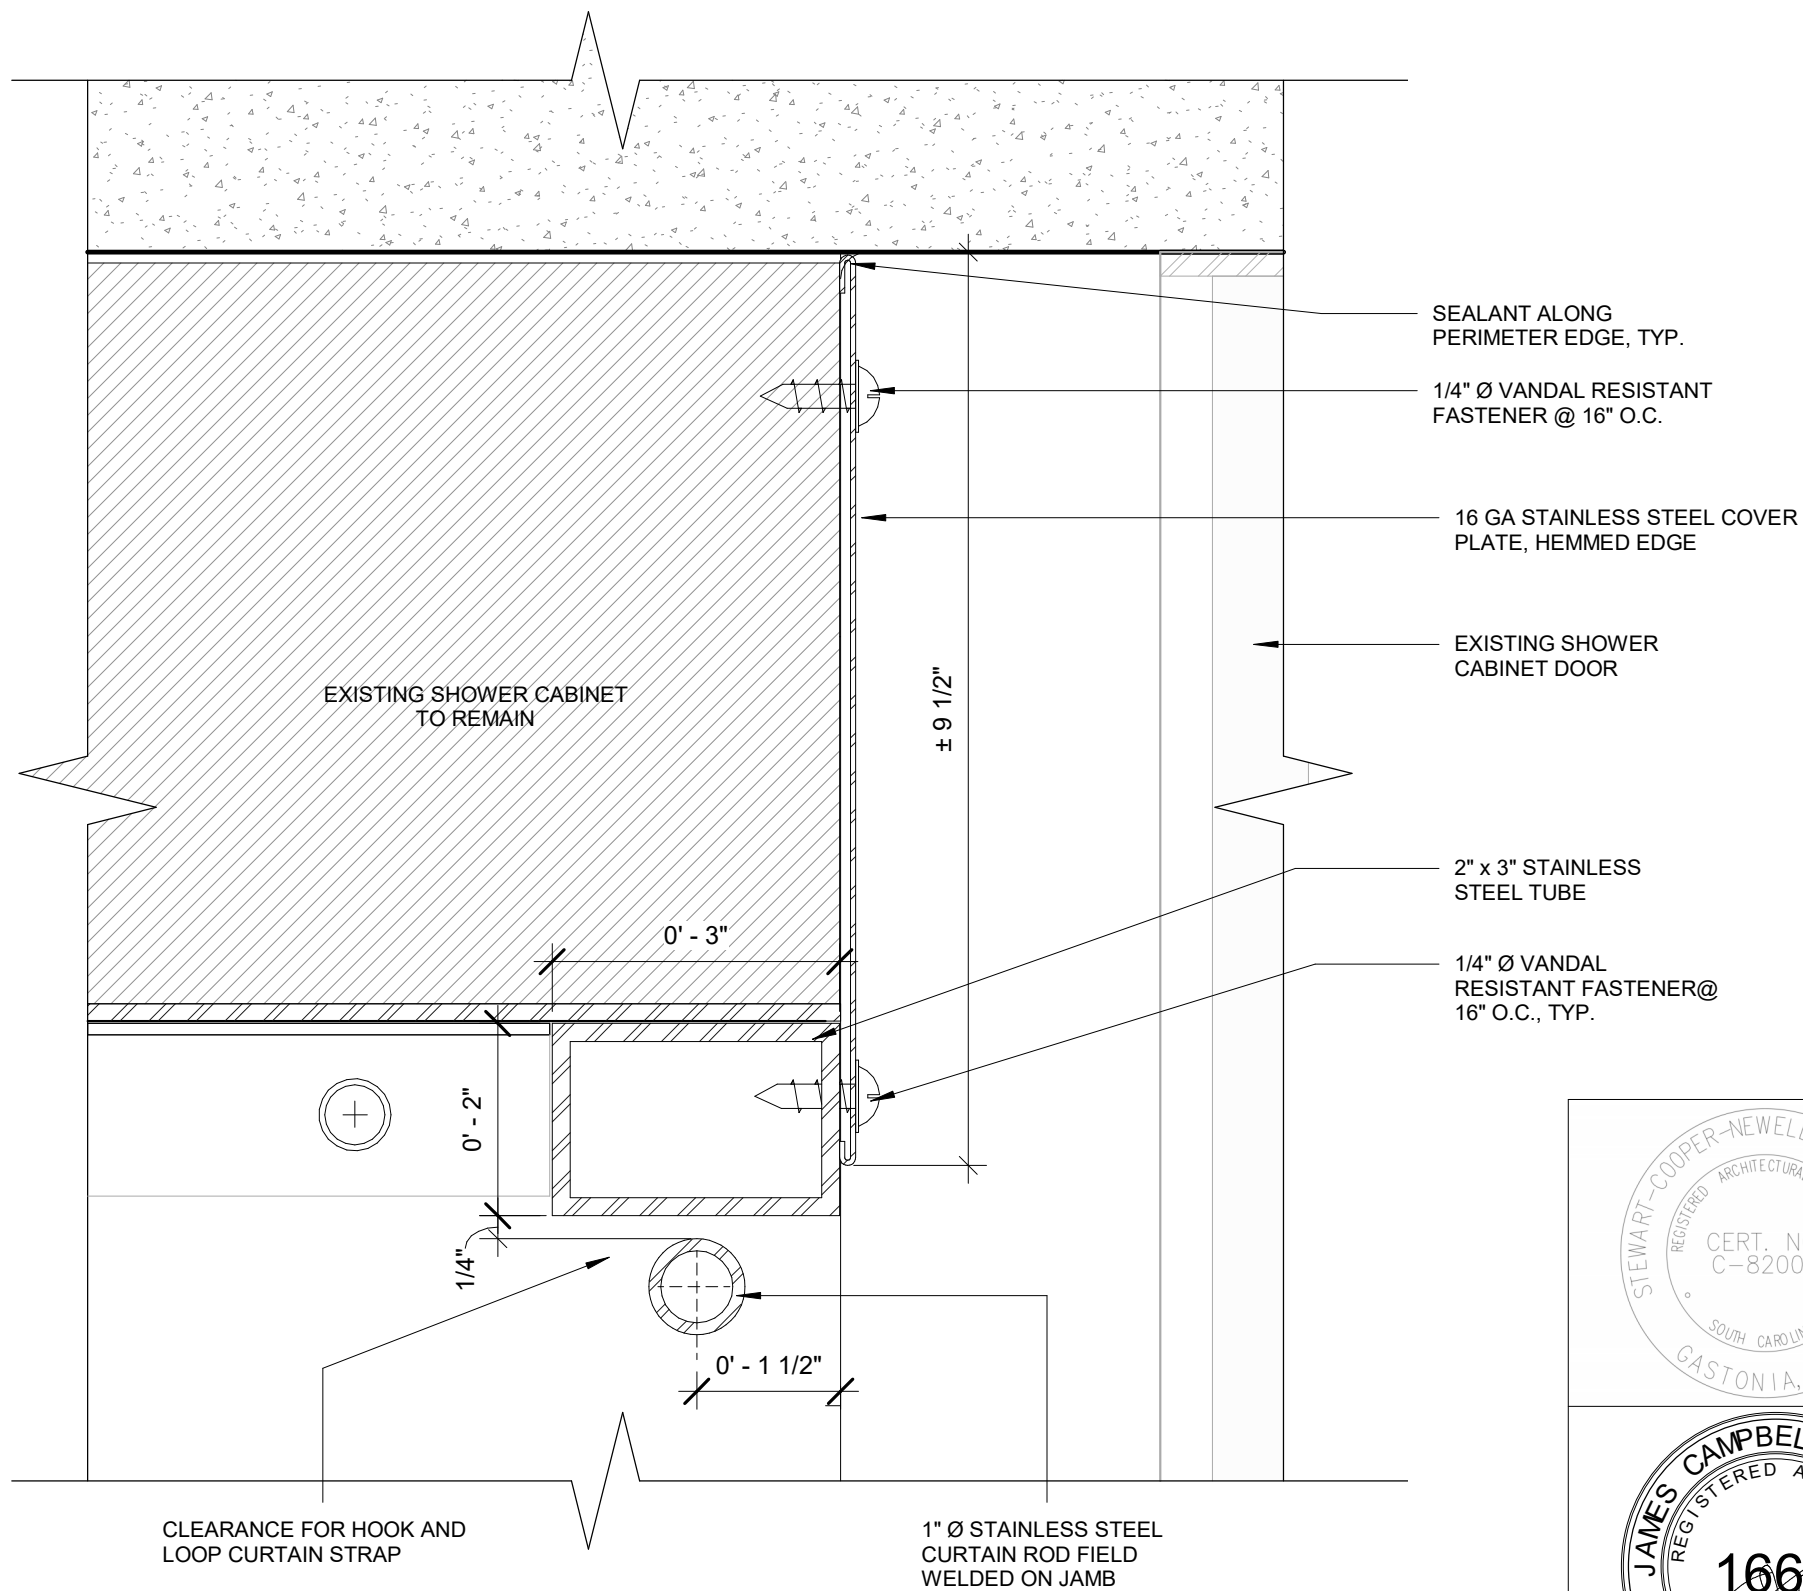 SEALANT ALONG
PERIMETER EDGE, TYP.
1/4" Ø VANDAL RESISTANT
FASTENER @ 16" O.C.
16 GA STAINLESS STEEL COVER
PLATE, HEMMED EDGE
EXISTING SHOWER
CABINET DOOR
EXISTING SHOWER CABINET
TO REMAIN
± 9 1/2"
2" x 3" STAINLESS
STEEL TUBE
0' - 3"
1/4" Ø VANDAL
RESISTANT FASTENER@
16" O.C., TYP.
0' - 2"
1/4"
0' - 1 1/2"
CLEARANCE FOR HOOK AND
LOOP CURTAIN STRAP
1" Ø STAINLESS STEEL
CURTAIN ROD FIELD
WELDED ON JAMB
STEWART-COOPER-NEWELL
REGISTERED
CERT.
C-8200
SOUTH
GASTONIA,
JAMES
REGISTERED
166